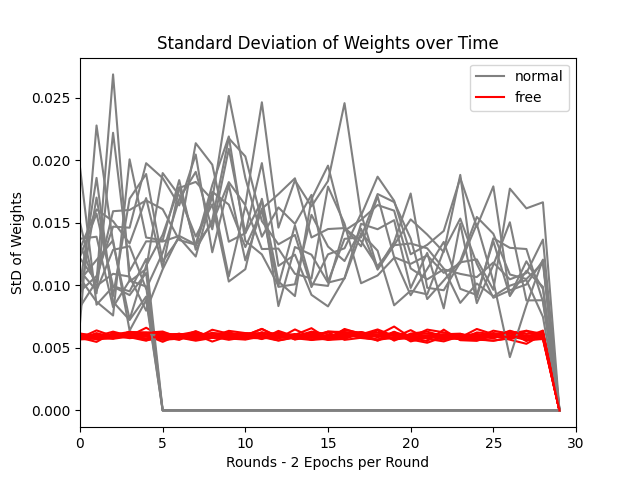 Standard Deviation of Weights over Time
normal
free
StD of Weights
0.025
0.020
0.015
0.010
0.005
0.000
0
5
10
15
20
25
30
Rounds - 2 Epochs per Round